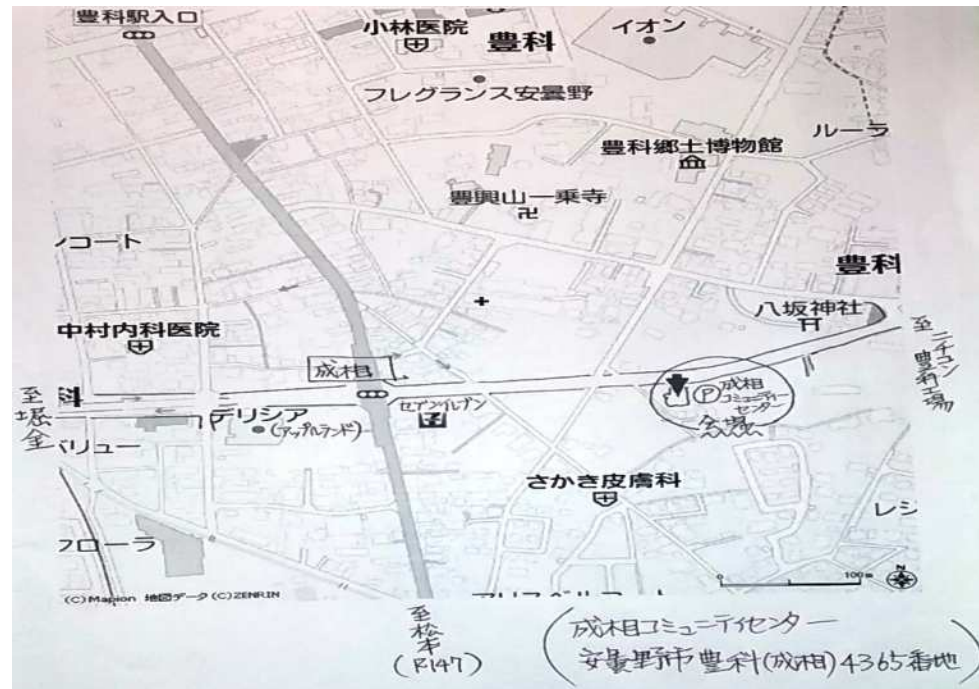 豊科駅入口
小林医院
豊科
イオン
フレグランス安曇野
ルーラ
豊科郷土博物館
豊興山一乗寺
ノコート
豊科
八坂神社
中村内科医院
至ニチコン豊科工場
成相
科
至堀金
デリシア
(アップルランド)
セブンイレブン
P
成相
コミュニティー
センター
会場
バリュー
さかき皮膚科
レジ
フローラ
0 100m
N
(C)Mapion 地図データ(C)ZENRIN
至松本
(R147)
成相コミュニティセンター
安曇野市豊科(成相)4365番地